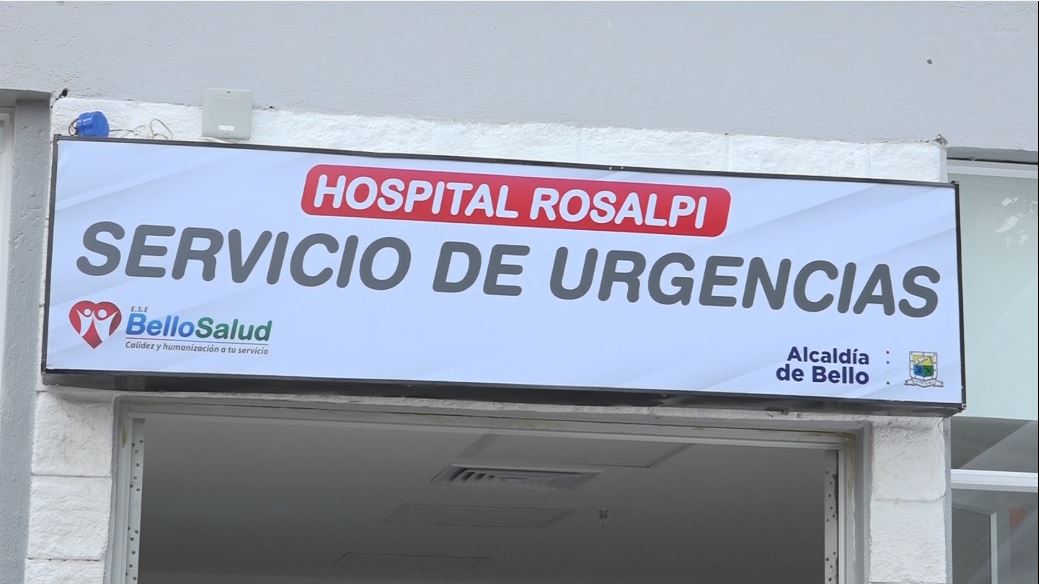 HOSPITAL ROSALPI
SERVICIO DE URGENCIAS
E.S.E
BelloSalud
Calidez y humanización a tu servicio
Alcaldía
de Bello